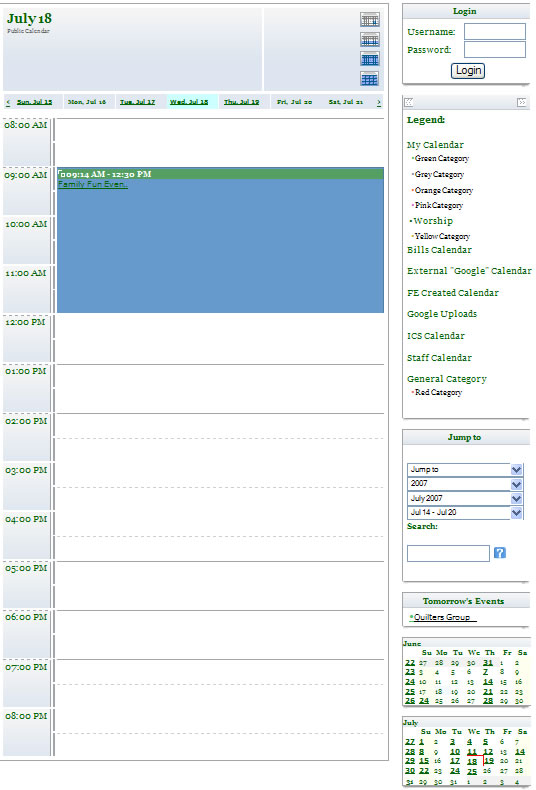 July 18
Public Calendar
< Sun, Jul 15 Mon, Jul 16 Tue, Jul 17 Wed, Jul 18 Thu, Jul 19 Fri, Jul 20 Sat, Jul 21 >
08:00 AM
09:00 AM
009:14 AM - 12:30 PM
Family Fun Even..
10:00 AM
11:00 AM
12:00 PM
01:00 PM
02:00 PM
03:00 PM
04:00 PM
05:00 PM
06:00 PM
07:00 PM
08:00 PM
Login
Username:
Password:
Login
Legend:
My Calendar
•Green Category
•Grey Category
•Orange Category
•Pink Category
•Worship
•Yellow Category
Bills Calendar
External "Google" Calendar
FE Created Calendar
Google Uploads
ICS Calendar
Staff Calendar
General Category
•Red Category
Jump to
Jump to
2007
July 2007
Jul 14 - Jul 20
Search:
?
Tomorrow's Events
•Quilters Group
June
Su Mo Tu We Th Fr Sa
22 27 28 29 30 31 1 2
23 3 4 5 6 7 8 9
24 10 11 12 13 14 15 16
25 17 18 19 20 21 22 23
26 24 25 26 27 28 29 30
July
Su Mo Tu We Th Fr Sa
27 1 2 3 4 5 6 7
28 8 9 10 11 12 13 14
29 15 16 17 18 19 20 21
30 22 23 24 25 26 27 28
31 29 30 31 1 2 3 4